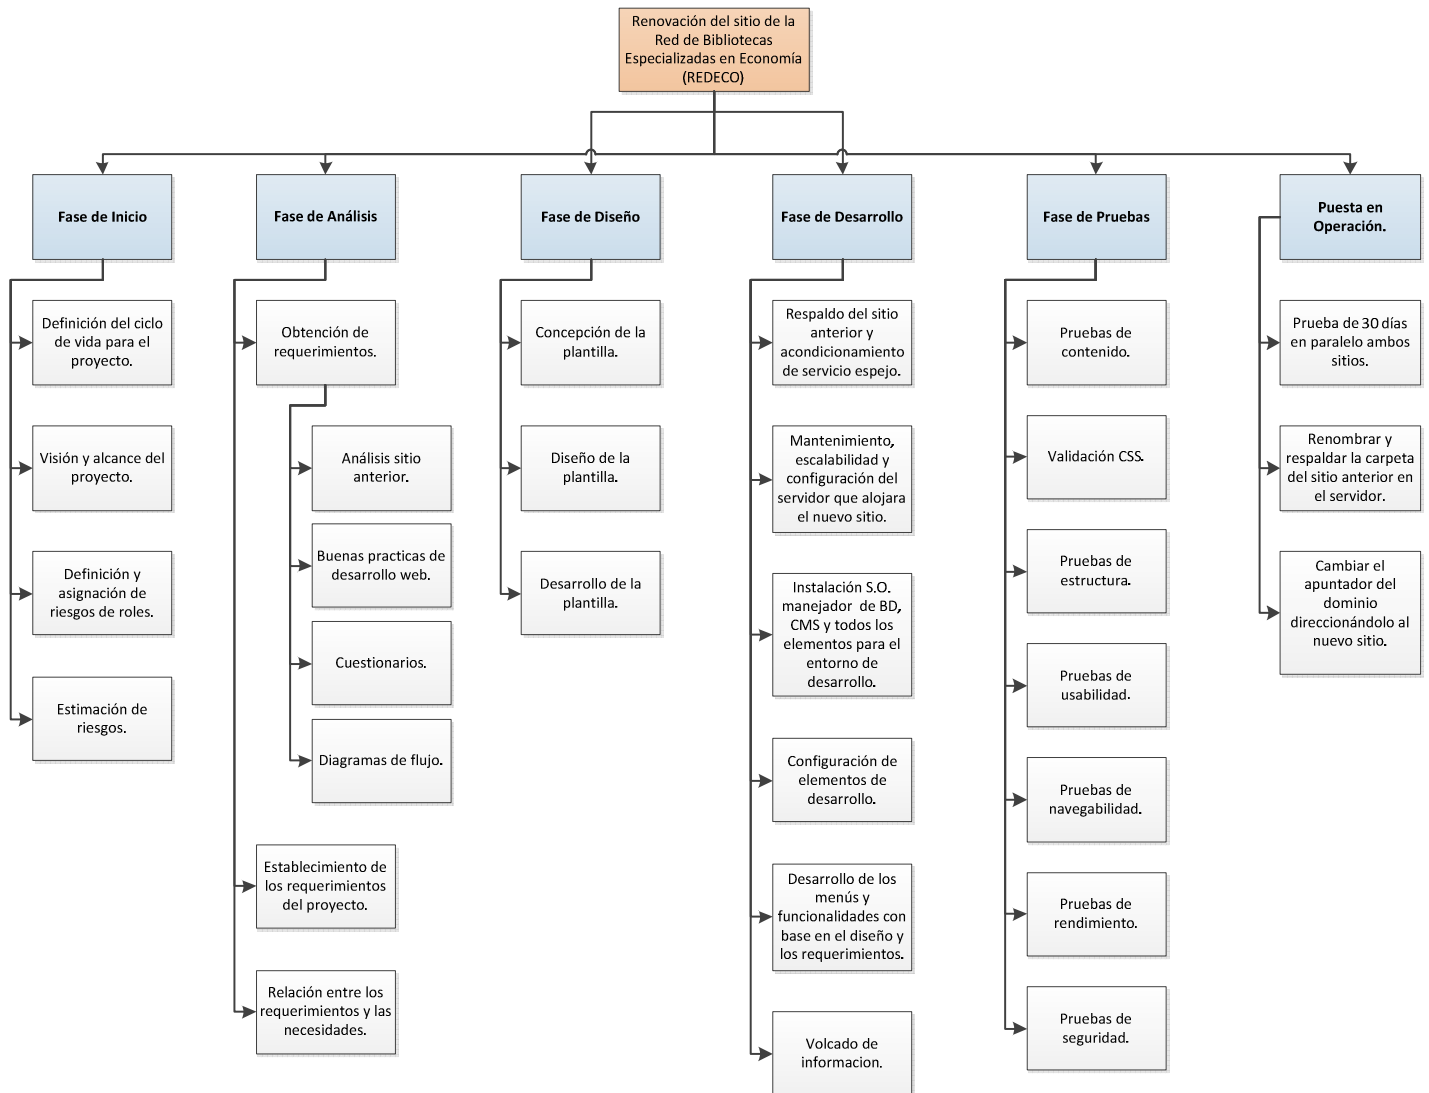 Renovación del sitio de la
Red de Bibliotecas
Especializadas en Economía
(REDECO)
Fase de Inicio
Definición del ciclo
de vida para el
proyecto.
Visión y alcance del
proyecto.
Definición y
asignación de
riesgos de roles.
Estimación de
riesgos.
Fase de Análisis
Obtención de
requerimientos.
Análisis sitio
anterior.
Buenas practicas de
desarrollo web.
Cuestionarios.
Diagramas de flujo.
Establecimiento de
los requerimientos
del proyecto.
Relación entre los
requerimientos y las
necesidades.
Fase de Diseño
Concepción de la
plantilla.
Diseño de la
plantilla.
Desarrollo de la
plantilla.
Fase de Desarrollo
Respaldo del sitio
anterior y
acondicionamiento
de servicio espejo.
Mantenimiento,
escalabilidad y
configuración del
servidor que alojara
el nuevo sitio.
Instalación S.O.
manejador de BD,
CMS y todos los
elementos para el
entorno de
desarrollo.
Configuración de
elementos de
desarrollo.
Desarrollo de los
menús y
funcionalidades con
base en el diseño y
los requerimientos.
Volcado de
informacion.
Fase de Pruebas
Pruebas de
contenido.
Validación CSS.
Pruebas de
estructura.
Pruebas de
usabilidad.
Pruebas de
navegabilidad.
Pruebas de
rendimiento.
Pruebas de
seguridad.
Puesta en
Operación.
Prueba de 30 días
en paralelo ambos
sitios.
Renombrar y
respaldar la carpeta
del sitio anterior en
el servidor.
Cambiar el
apuntador del
dominio
direccionándolo al
nuevo sitio.